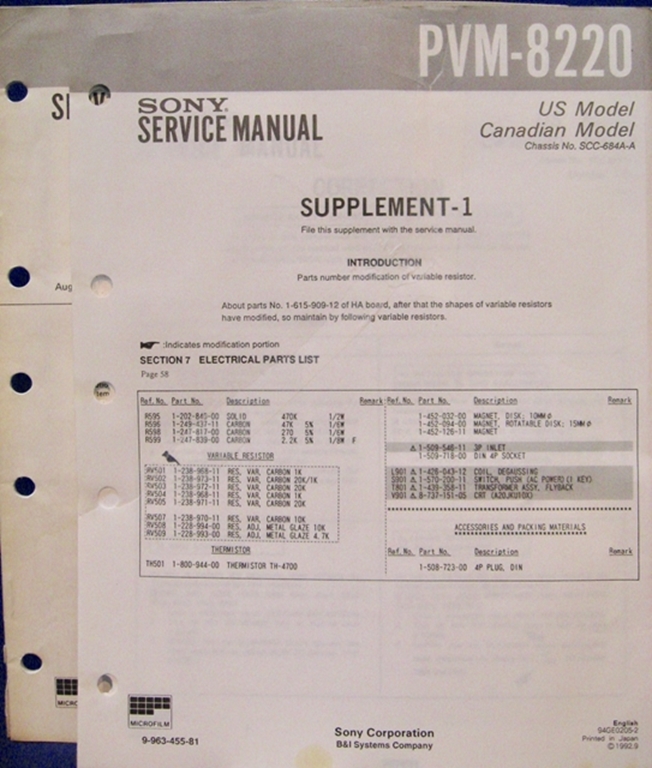 PVM-8220
SONY
SERVICE MANUAL
US Model
Canadian Model
Chassis No. SCC-684A-A
SUPPLEMENT-1
File this supplement with the service manual.
INTRODUCTION
Parts number modification of variable resistor.
About parts No. 1-615-909-12 of HA board, after that the shapes of variable resistors
have modified, so maintain by following variable resistors.
:Indicates modification portion
SECTION 7 ELECTRICAL PARTS LIST
Page 58
Ref.No. Part No. Description Remark
R595 1-202-845-00 SOLID 470K 1/2W
R596 1-249-437-11 CARBON 47K 5% 1/6W
R598 1-247-817-00 CARBON 270 5% 1/6W
R599 1-247-839-00 CARBON 2.2K 5% 1/8W F
VARIABLE RESISTOR
RV501 1-238-968-11 RES, VAR, CARBON 1K
RV502 1-238-973-11 RES, VAR, CARBON 20K/1K
RV503 1-238-972-11 RES, VAR, CARBON 20K
RV504 1-238-968-11 RES, VAR, CARBON 1K
RV505 1-238-971-11 RES, VAR, CARBON 20K
RV507 1-238-970-11 RES, VAR, CARBON 10K
RV508 1-228-994-00 RES, ADJ, METAL GLAZE 10K
RV509 1-228-993-00 RES, ADJ, METAL GLAZE 4.7K
THERMISTOR
TH501 1-800-944-00 THERMISTOR TH-4700
Ref.No. Part No. Description Remark
1-452-032-00 MAGNET, DISK; 10MM ø
1-452-094-00 MAGNET, ROTATABLE DISK; 15MM ø
1-452-126-11 MAGNET
⚠ 1-509-546-11 3P INLET
1-509-718-00 DIN 4P SOCKET
L901 ⚠ 1-426-043-12 COIL, DEGAUSSING
S901 ⚠ 1-570-200-11 SWITCH, PUSH (AC POWER)(1 KEY)
T801 ⚠ 1-439-358-11 TRANSFORMER ASSY, FLYBACK
V901 ⚠ 8-737-151-05 CRT (A20JKU10X)
ACCESSORIES AND PACKING MATERIALS
Ref.No. Part No. Description Remark
1-508-723-00 4P PLUG, DIN
MICROFILM
9-963-455-81
Sony Corporation
B&I Systems Company
English
94GE0205-2
Printed in Japan
©1992.9